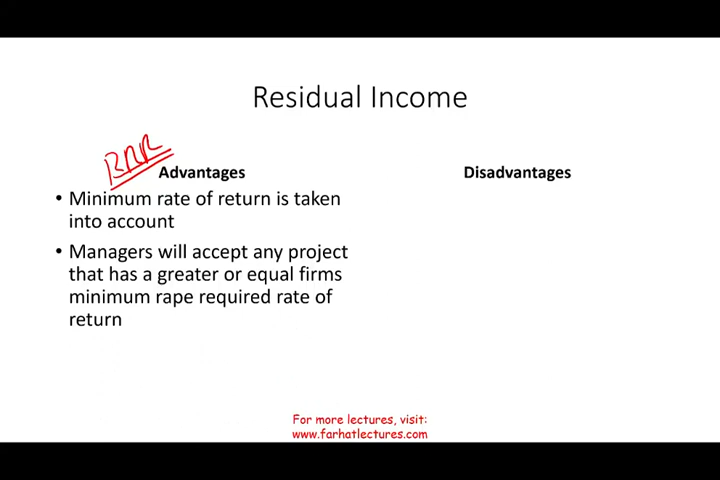 Residual Income
RRR
Advantages
• Minimum rate of return is taken
into account
• Managers will accept any project
that has a greater or equal firms
minimum rape required rate of
return
Disadvantages
For more lectures, visit:
www.farhatlectures.com